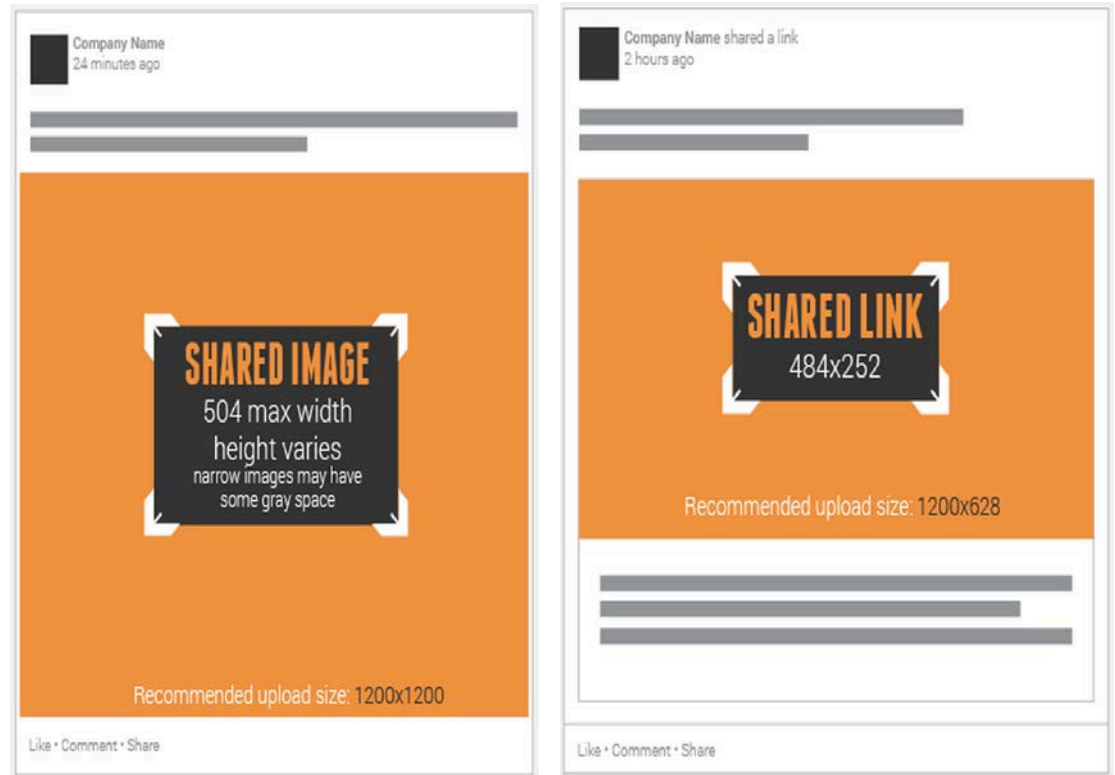 Company Name
24 minutes ago
SHARED IMAGE
504 max width
height varies
narrow images may have
some gray space
Recommended upload size: 1200x1200
Like • Comment • Share
Company Name shared a link
2 hours ago
SHARED LINK
484x252
Recommended upload size: 1200x628
Like • Comment • Share